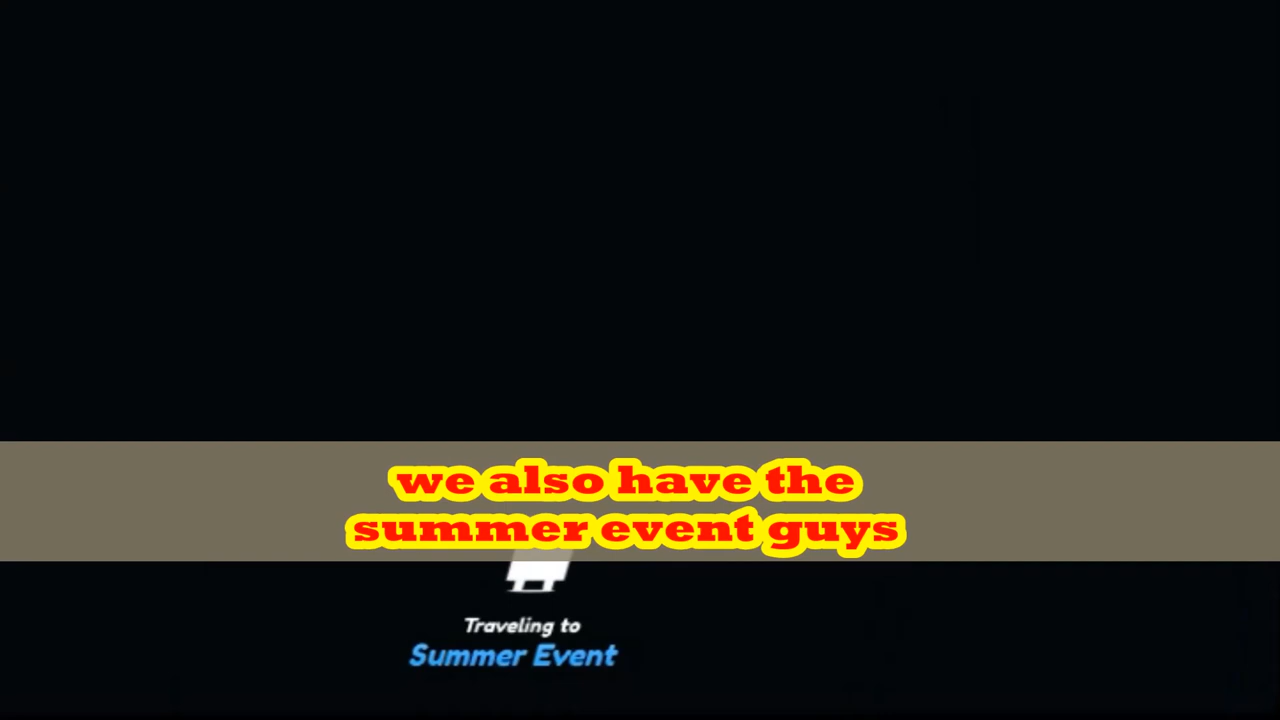 we also have the
summer event guys
Traveling to
Summer Event